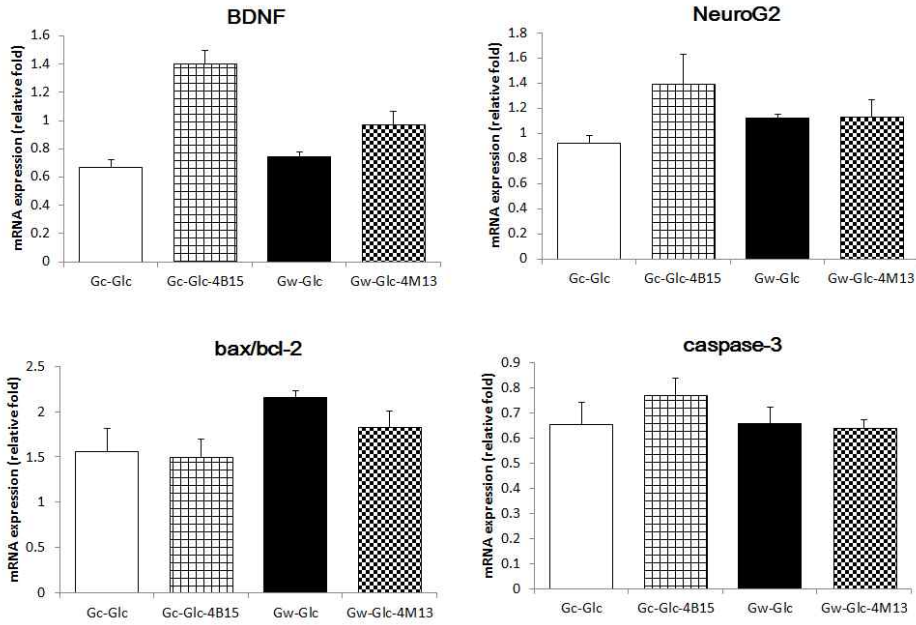 BDNF
mRNA expression (relative fold)
1.6
1.4
1.2
1
0.8
0.6
0.4
0.2
0
Gc-Glc Gc-Glc-4B15 Gw-Glc Gw-Glc-4M13
NeuroG2
mRNA expression (relative fold)
1.8
1.6
1.4
1.2
1
0.8
0.6
0.4
0.2
0
Gc-Glc Gc-Glc-4B15 Gw-Glc Gw-Glc-4M13
bax/bcl-2
mRNA expression (relative fold)
2.5
2
1.5
1
0.5
0
Gc-Glc Gc-Glc-4B15 Gw-Glc Gw-Glc-4M13
caspase-3
mRNA expression (relative fold)
0.9
0.8
0.7
0.6
0.5
0.4
0.3
0.2
0.1
0
Gc-Glc Gc-Glc-4B15 Gw-Glc Gw-Glc-4M13